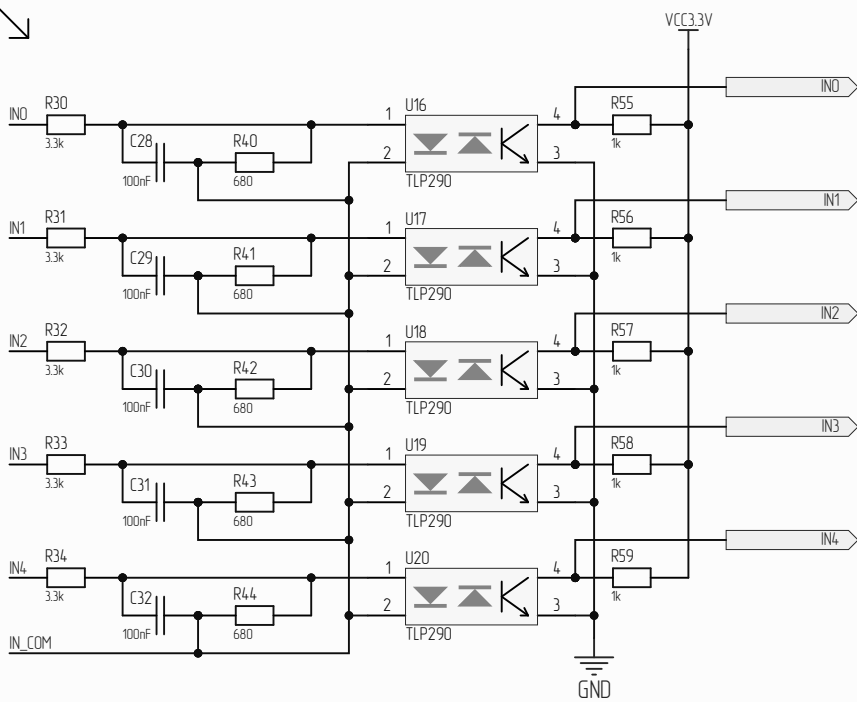 VCC3.3V
IN0
R30
3.3k
C28
100nF
R40
680
1
2
U16
TLP290
4
3
R55
1k
IN0
IN1
R31
3.3k
C29
100nF
R41
680
1
2
U17
TLP290
4
3
R56
1k
IN1
IN2
R32
3.3k
C30
100nF
R42
680
1
2
U18
TLP290
4
3
R57
1k
IN2
IN3
R33
3.3k
C31
100nF
R43
680
1
2
U19
TLP290
4
3
R58
1k
IN3
IN4
R34
3.3k
C32
100nF
R44
680
1
2
U20
TLP290
4
3
R59
1k
IN4
IN_COM
GND